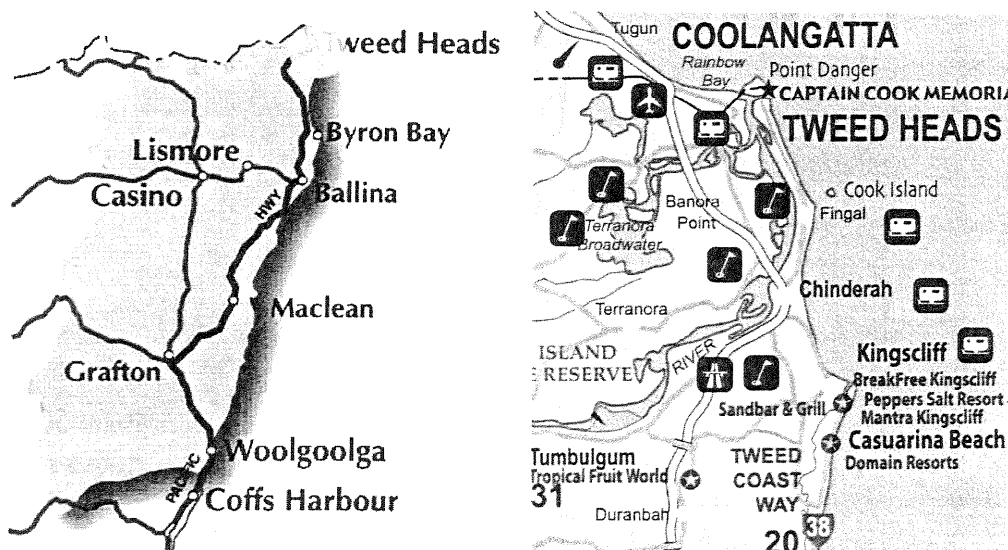 Tweed Heads
Byron Bay
Lismore
Casino
Ballina
HWY
Maclean
Grafton
Woolgoolga
PACIFIC
Coffs Harbour
Tugun
COOLANGATTA
Rainbow
Bay
Point Danger
CAPTAIN COOK MEMORIA
TWEED HEADS
Cook Island
Banora
Point
Fingal
Terranora
Broadwater
Chinderah
Terranora
ISLAND
E RESERVE
RIVER
Kingscliff
BreakFree Kingscliff
Peppers Salt Resort
Mantra Kingscliff
Sandbar & Grill
Casuarina Beach
Domain Resorts
Tumbulgum
Tropical Fruit World
31
TWEED
COAST
WAY
Duranbah
20
38